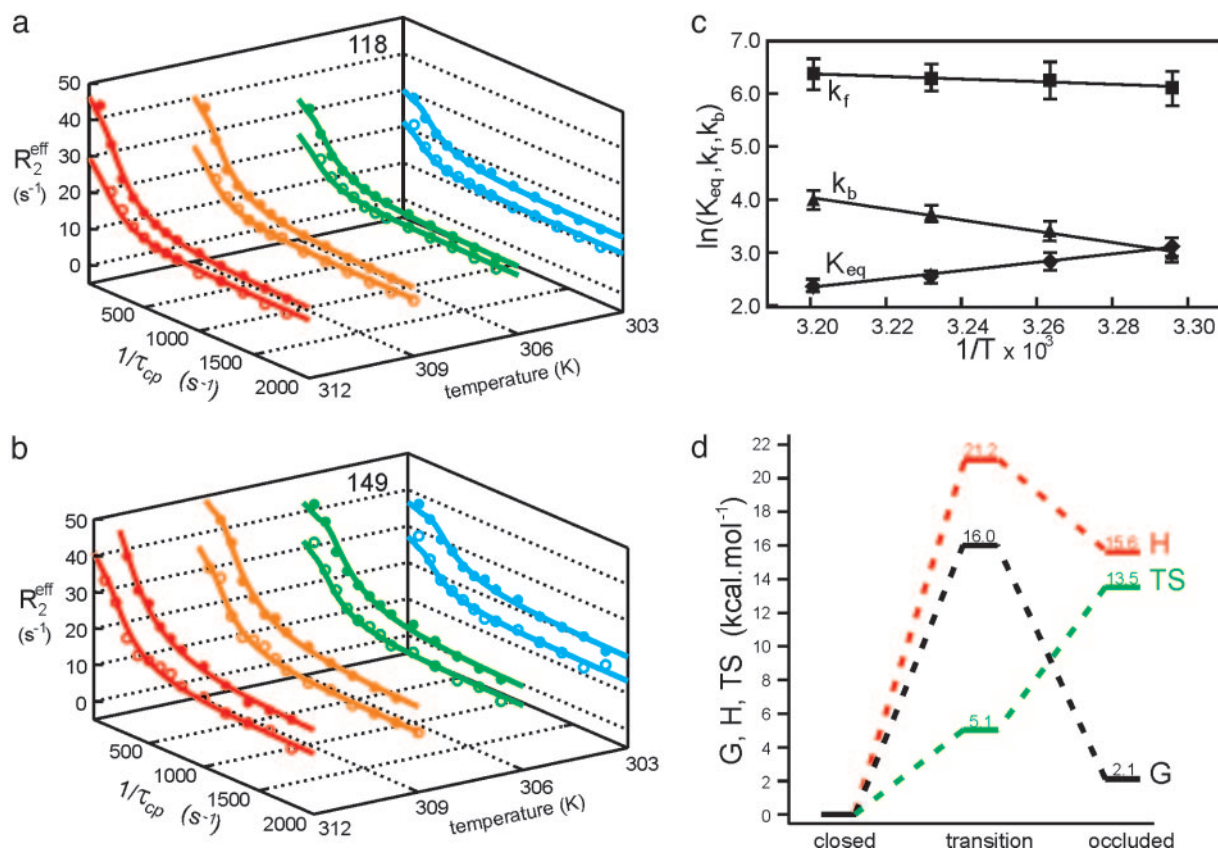 a
118
50
40
30
20
10
0
R2eff
(s-1)
500
1000
1500
2000
1/τcp (s-1)
312
309
306
303
temperature (K)
b
149
50
40
30
20
10
0
R2eff
(s-1)
500
1000
1500
2000
1/τcp (s-1)
312
309
306
303
temperature (K)
c
7.0
6.0
5.0
4.0
3.0
2.0
ln(Keq, kf, kb)
kf
kb
Keq
3.20 3.22 3.24 3.26 3.28 3.30
1/T x 10³
d
22
20
18
16
14
12
10
8
6
4
2
0
G, H, TS (kcal.mol-1)
21.2
16.0
15.6
H
13.5
TS
5.1
2.1
G
closed transition occluded